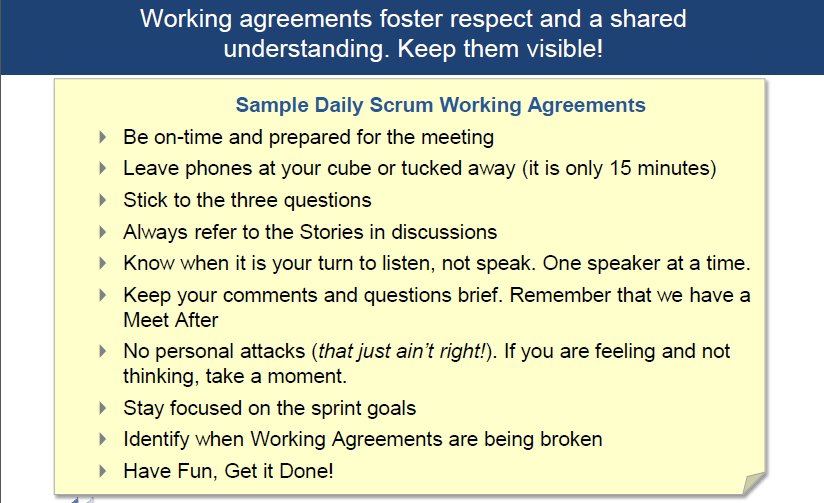 Working agreements foster respect and a shared
understanding. Keep them visible!
Sample Daily Scrum Working Agreements
Be on-time and prepared for the meeting
Leave phones at your cube or tucked away (it is only 15 minutes)
Stick to the three questions
Always refer to the Stories in discussions
Know when it is your turn to listen, not speak. One speaker at a time.
Keep your comments and questions brief. Remember that we have a
Meet After
No personal attacks (that just ain't right!). If you are feeling and not
thinking, take a moment.
Stay focused on the sprint goals
Identify when Working Agreements are being broken
Have Fun, Get it Done!